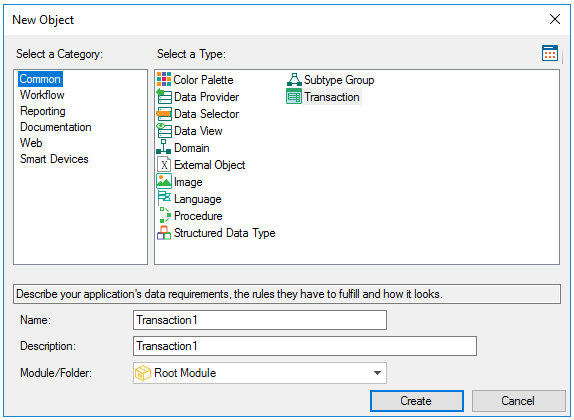 New Object
Select a Category:
Select a Type:
Common
Workflow
Reporting
Documentation
Web
Smart Devices
Color Palette
Data Provider
Data Selector
Data View
Domain
External Object
Image
Language
Procedure
Structured Data Type
Subtype Group
Transaction
Describe your application's data requirements, the rules they have to fulfill and how it looks.
Name: Transaction1
Description: Transaction1
Module/Folder: Root Module
Create Cancel